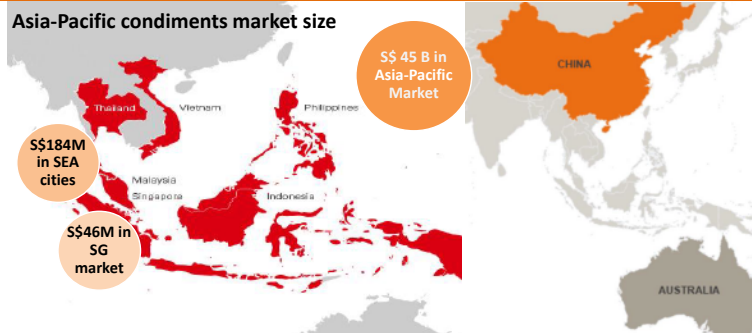 Asia-Pacific condiments market size
S$ 45 B in
Asia-Pacific
Market
CHINA
Thailand
Vietnam
Philippines
S$184M
in SEA
cities
Malaysia
Singapore
Indonesia
S$46M in
SG
market
AUSTRALIA